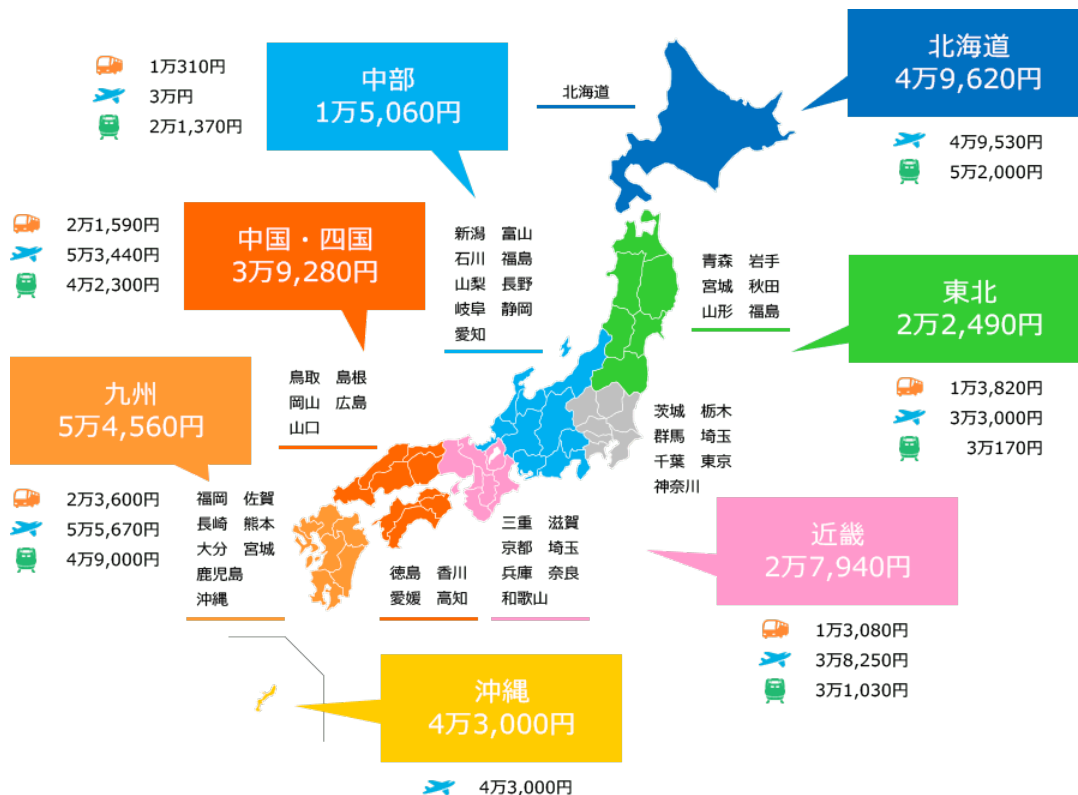 1万310円
3万円
2万1,370円
中部
1万5,060円
北海道
北海道
4万9,620円
4万9,530円
5万2,000円
2万1,590円
5万3,440円
4万2,300円
中国・四国
3万9,280円
新潟 富山
石川 福島
山梨 長野
岐阜 静岡
愛知
青森 岩手
宮城 秋田
山形 福島
東北
2万2,490円
1万3,820円
3万3,000円
3万170円
九州
5万4,560円
鳥取 島根
岡山 広島
山口
茨城 栃木
群馬 埼玉
千葉 東京
神奈川
2万3,600円
5万5,670円
4万9,000円
福岡 佐賀
長崎 熊本
大分 宮城
鹿児島
沖縄
徳島 香川
愛媛 高知
三重 滋賀
京都 埼玉
兵庫 奈良
和歌山
近畿
2万7,940円
1万3,080円
3万8,250円
3万1,030円
沖縄
4万3,000円
4万3,000円